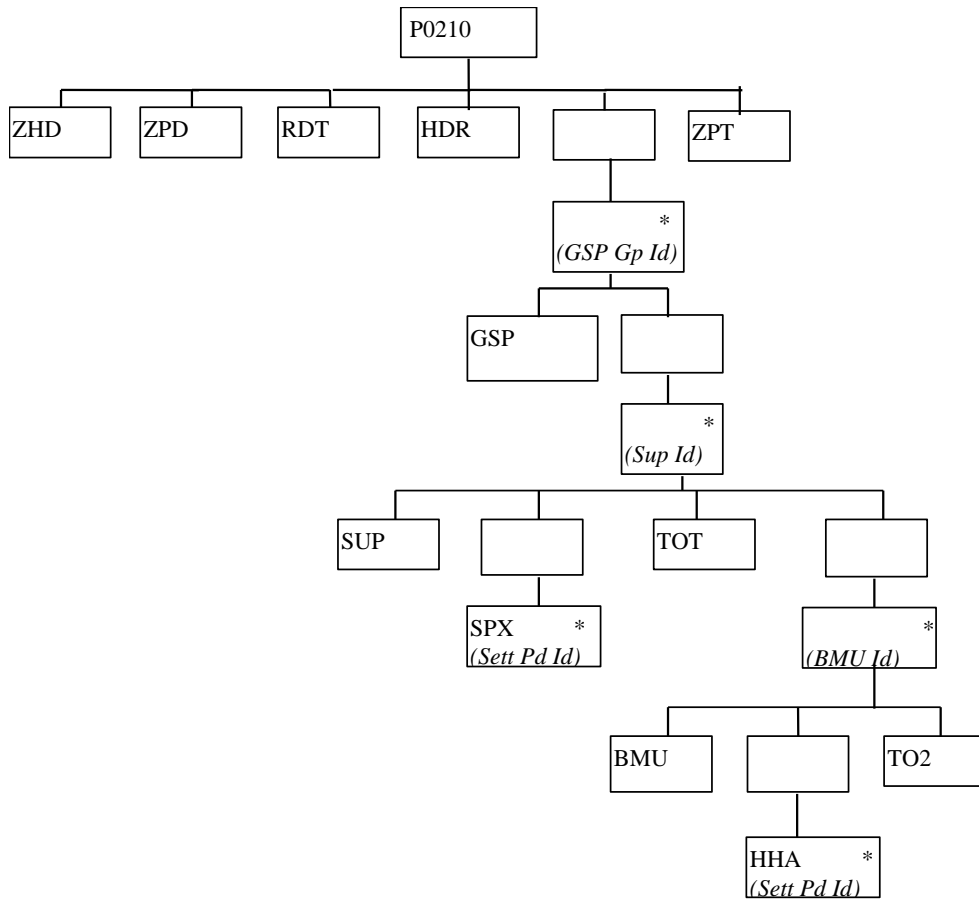 P0210
ZHD
ZPD
RDT
HDR
ZPT
*
(GSP Gp Id)
GSP
*
(Sup Id)
SUP
TOT
SPX *
(Sett Pd Id)
*
(BMU Id)
BMU
TO2
HHA *
(Sett Pd Id)